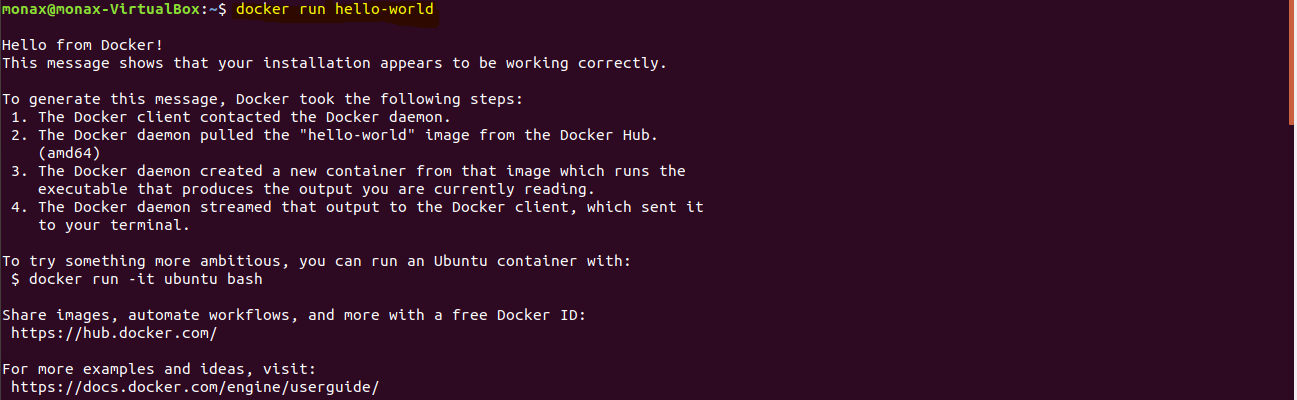 monax@monax-VirtualBox:~$ docker run hello-world
Hello from Docker!
This message shows that your installation appears to be working correctly.
To generate this message, Docker took the following steps:
1. The Docker client contacted the Docker daemon.
2. The Docker daemon pulled the "hello-world" image from the Docker Hub.
(amd64)
3. The Docker daemon created a new container from that image which runs the
executable that produces the output you are currently reading.
4. The Docker daemon streamed that output to the Docker client, which sent it
to your terminal.
To try something more ambitious, you can run an Ubuntu container with:
$ docker run -it ubuntu bash
Share images, automate workflows, and more with a free Docker ID:
https://hub.docker.com/
For more examples and ideas, visit:
https://docs.docker.com/engine/userguide/